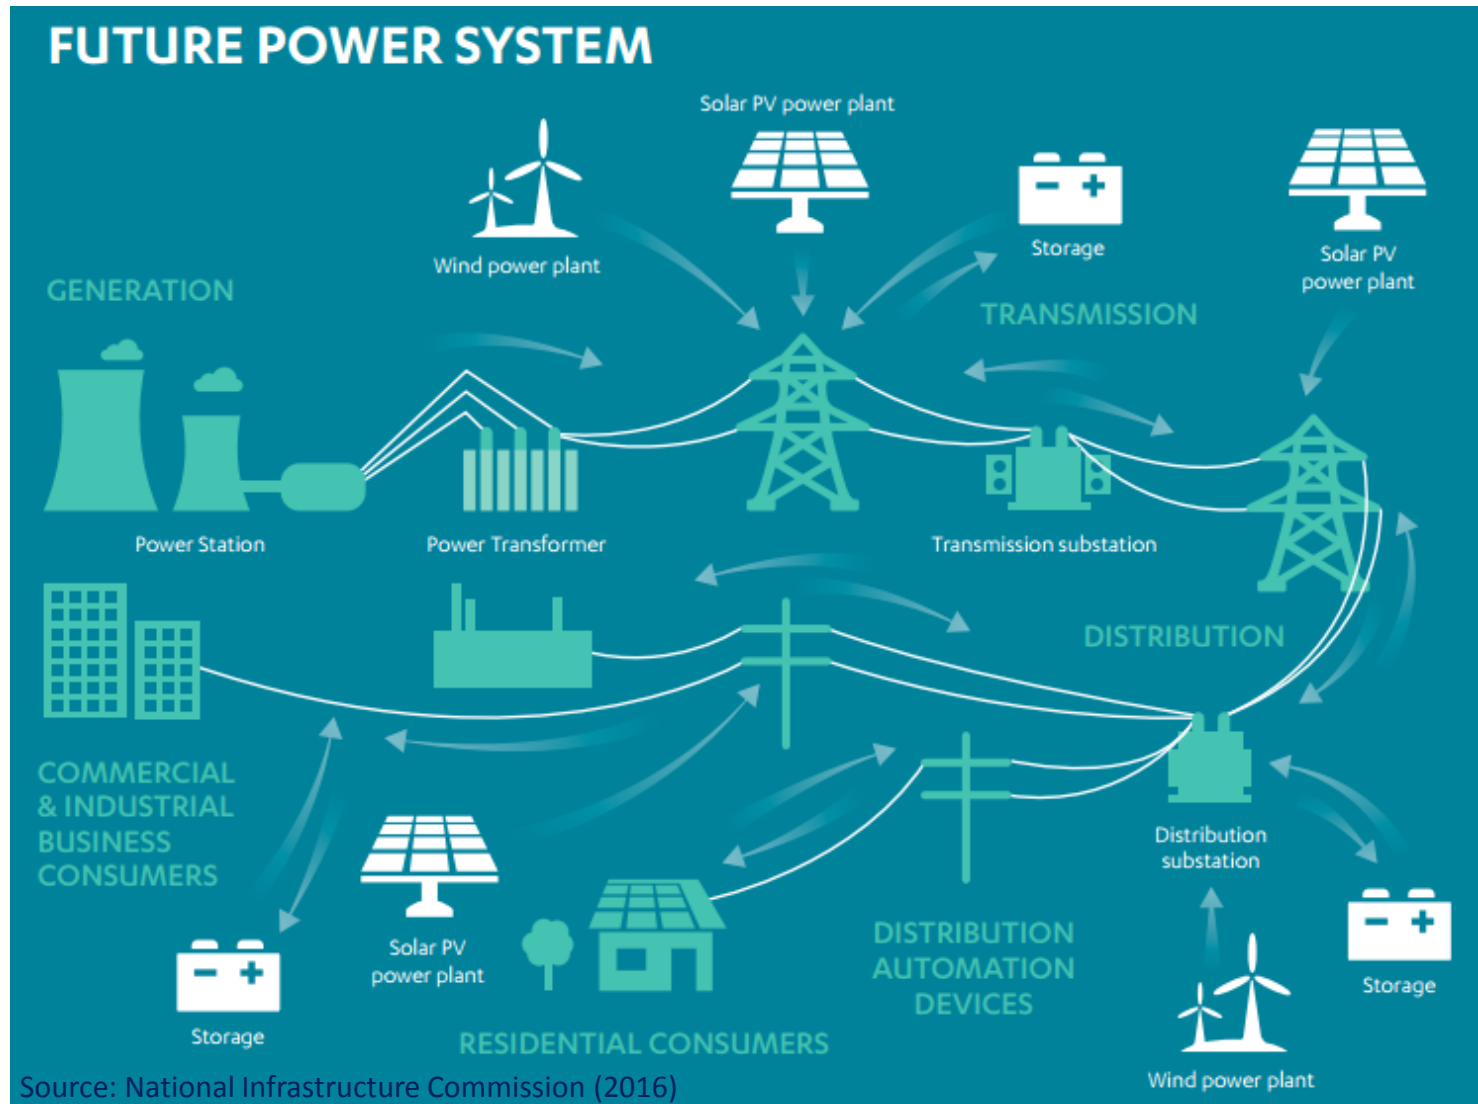 FUTURE POWER SYSTEM
Solar PV power plant
Wind power plant
Storage
Solar PV
power plant
GENERATION
TRANSMISSION
Power Station
Power Transformer
Transmission substation
DISTRIBUTION
COMMERCIAL
& INDUSTRIAL
BUSINESS
CONSUMERS
Distribution
substation
Solar PV
power plant
DISTRIBUTION
AUTOMATION
DEVICES
Storage
Storage
RESIDENTIAL CONSUMERS
Wind power plant
Source: National Infrastructure Commission (2016)